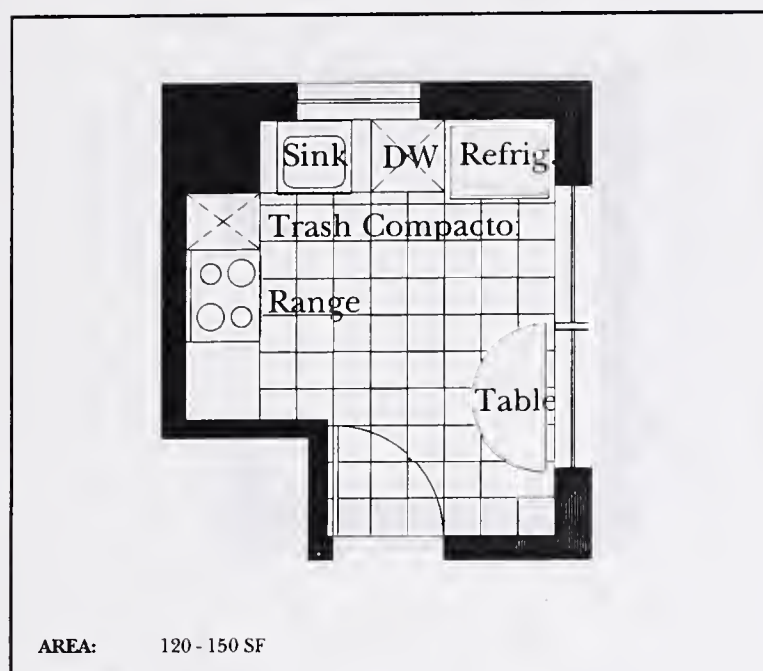 Sink DW Refrig.
Trash Compacto
Range
Table
AREA: 120 - 150 SF